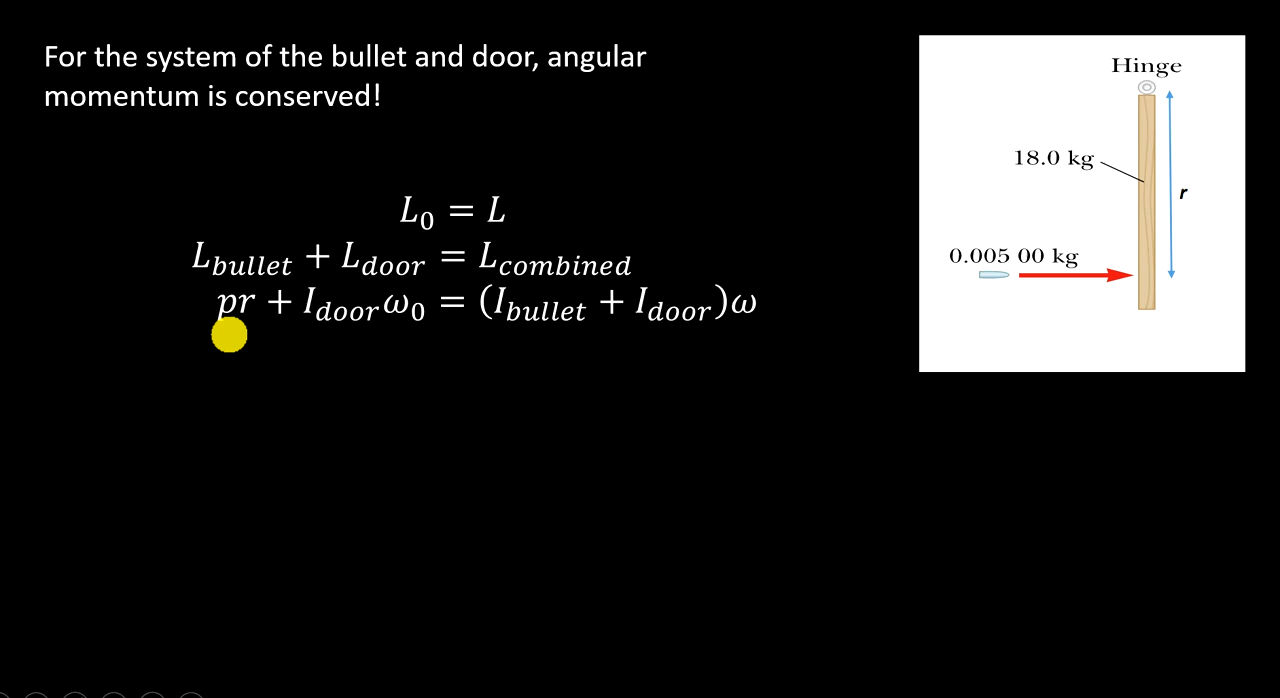 For the system of the bullet and door, angular
momentum is conserved!
L₀ = L
L_bullet + L_door = L_combined
pr + I_door ω₀ = (I_bullet + I_door)ω
Hinge
18.0 kg
r
0.005 00 kg